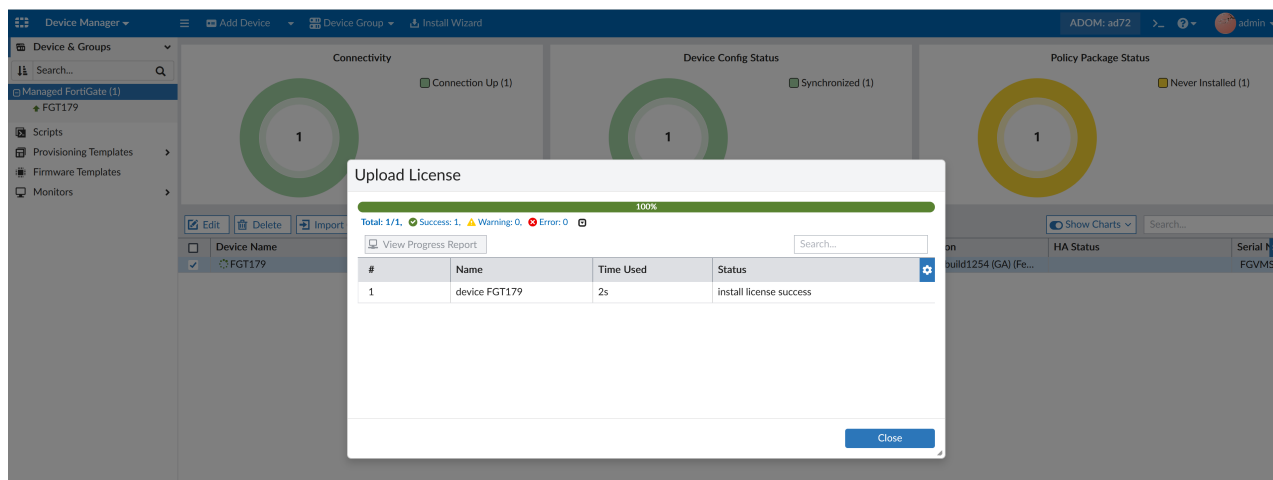 Device Manager Add Device Device Group Install Wizard ADOM: ad72 >_ admin
Device & Groups
Search...
Managed FortiGate (1)
FGT179
Scripts
Provisioning Templates
Firmware Templates
Monitors
Connectivity
Connection Up (1)
1
Device Config Status
Synchronized (1)
1
Policy Package Status
Never Installed (1)
1
Edit Delete Import Show Charts Search...
Device Name HA Status Serial
FGT179 build1254 (GA) (Fe... FGVMS
Upload License
100%
Total: 1/1, Success: 1, Warning: 0, Error: 0
View Progress Report Search...
# Name Time Used Status
1 device FGT179 2s install license success
Close